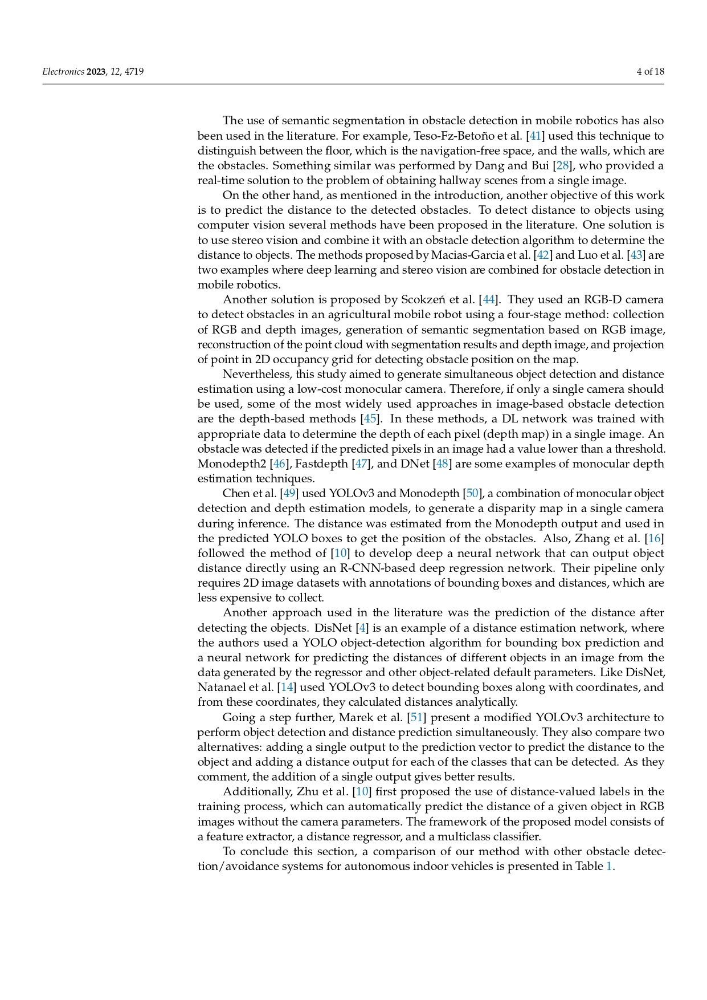 Electronics 2023, 12, 4719
4 of 18
The use of semantic segmentation in obstacle detection in mobile robotics has also
been used in the literature. For example, Teso-Fz-Betoño et al. [41] used this technique to
distinguish between the floor, which is the navigation-free space, and the walls, which are
the obstacles. Something similar was performed by Dang and Bui [28], who provided a
real-time solution to the problem of obtaining hallway scenes from a single image.
On the other hand, as mentioned in the introduction, another objective of this work
is to predict the distance to the detected obstacles. To detect distance to objects using
computer vision several methods have been proposed in the literature. One solution is
to use stereo vision and combine it with an obstacle detection algorithm to determine the
distance to objects. The methods proposed by Macias-Garcia et al. [42] and Luo et al. [43] are
two examples where deep learning and stereo vision are combined for obstacle detection in
mobile robotics.
Another solution is proposed by Scokzeń et al. [44]. They used an RGB-D camera
to detect obstacles in an agricultural mobile robot using a four-stage method: collection
of RGB and depth images, generation of semantic segmentation based on RGB image,
reconstruction of the point cloud with segmentation results and depth image, and projection
of point in 2D occupancy grid for detecting obstacle position on the map.
Nevertheless, this study aimed to generate simultaneous object detection and distance
estimation using a low-cost monocular camera. Therefore, if only a single camera should
be used, some of the most widely used approaches in image-based obstacle detection
are the depth-based methods [45]. In these methods, a DL network was trained with
appropriate data to determine the depth of each pixel (depth map) in a single image. An
obstacle was detected if the predicted pixels in an image had a value lower than a threshold.
Monodepth2 [46], Fastdepth [47], and DNet [48] are some examples of monocular depth
estimation techniques.
Chen et al. [49] used YOLOv3 and Monodepth [50], a combination of monocular object
detection and depth estimation models, to generate a disparity map in a single camera
during inference. The distance was estimated from the Monodepth output and used in
the predicted YOLO boxes to get the position of the obstacles. Also, Zhang et al. [16]
followed the method of [10] to develop deep a neural network that can output object
distance directly using an R-CNN-based deep regression network. Their pipeline only
requires 2D image datasets with annotations of bounding boxes and distances, which are
less expensive to collect.
Another approach used in the literature was the prediction of the distance after
detecting the objects. DisNet [4] is an example of a distance estimation network, where
the authors used a YOLO object-detection algorithm for bounding box prediction and
a neural network for predicting the distances of different objects in an image from the
data generated by the regressor and other object-related default parameters. Like DisNet,
Natanael et al. [14] used YOLOv3 to detect bounding boxes along with coordinates, and
from these coordinates, they calculated distances analytically.
Going a step further, Marek et al. [51] present a modified YOLOv3 architecture to
perform object detection and distance prediction simultaneously. They also compare two
alternatives: adding a single output to the prediction vector to predict the distance to the
object and adding a distance output for each of the classes that can be detected. As they
comment, the addition of a single output gives better results.
Additionally, Zhu et al. [10] first proposed the use of distance-valued labels in the
training process, which can automatically predict the distance of a given object in RGB
images without the camera parameters. The framework of the proposed model consists of
a feature extractor, a distance regressor, and a multiclass classifier.
To conclude this section, a comparison of our method with other obstacle detec-
tion/avoidance systems for autonomous indoor vehicles is presented in Table 1.